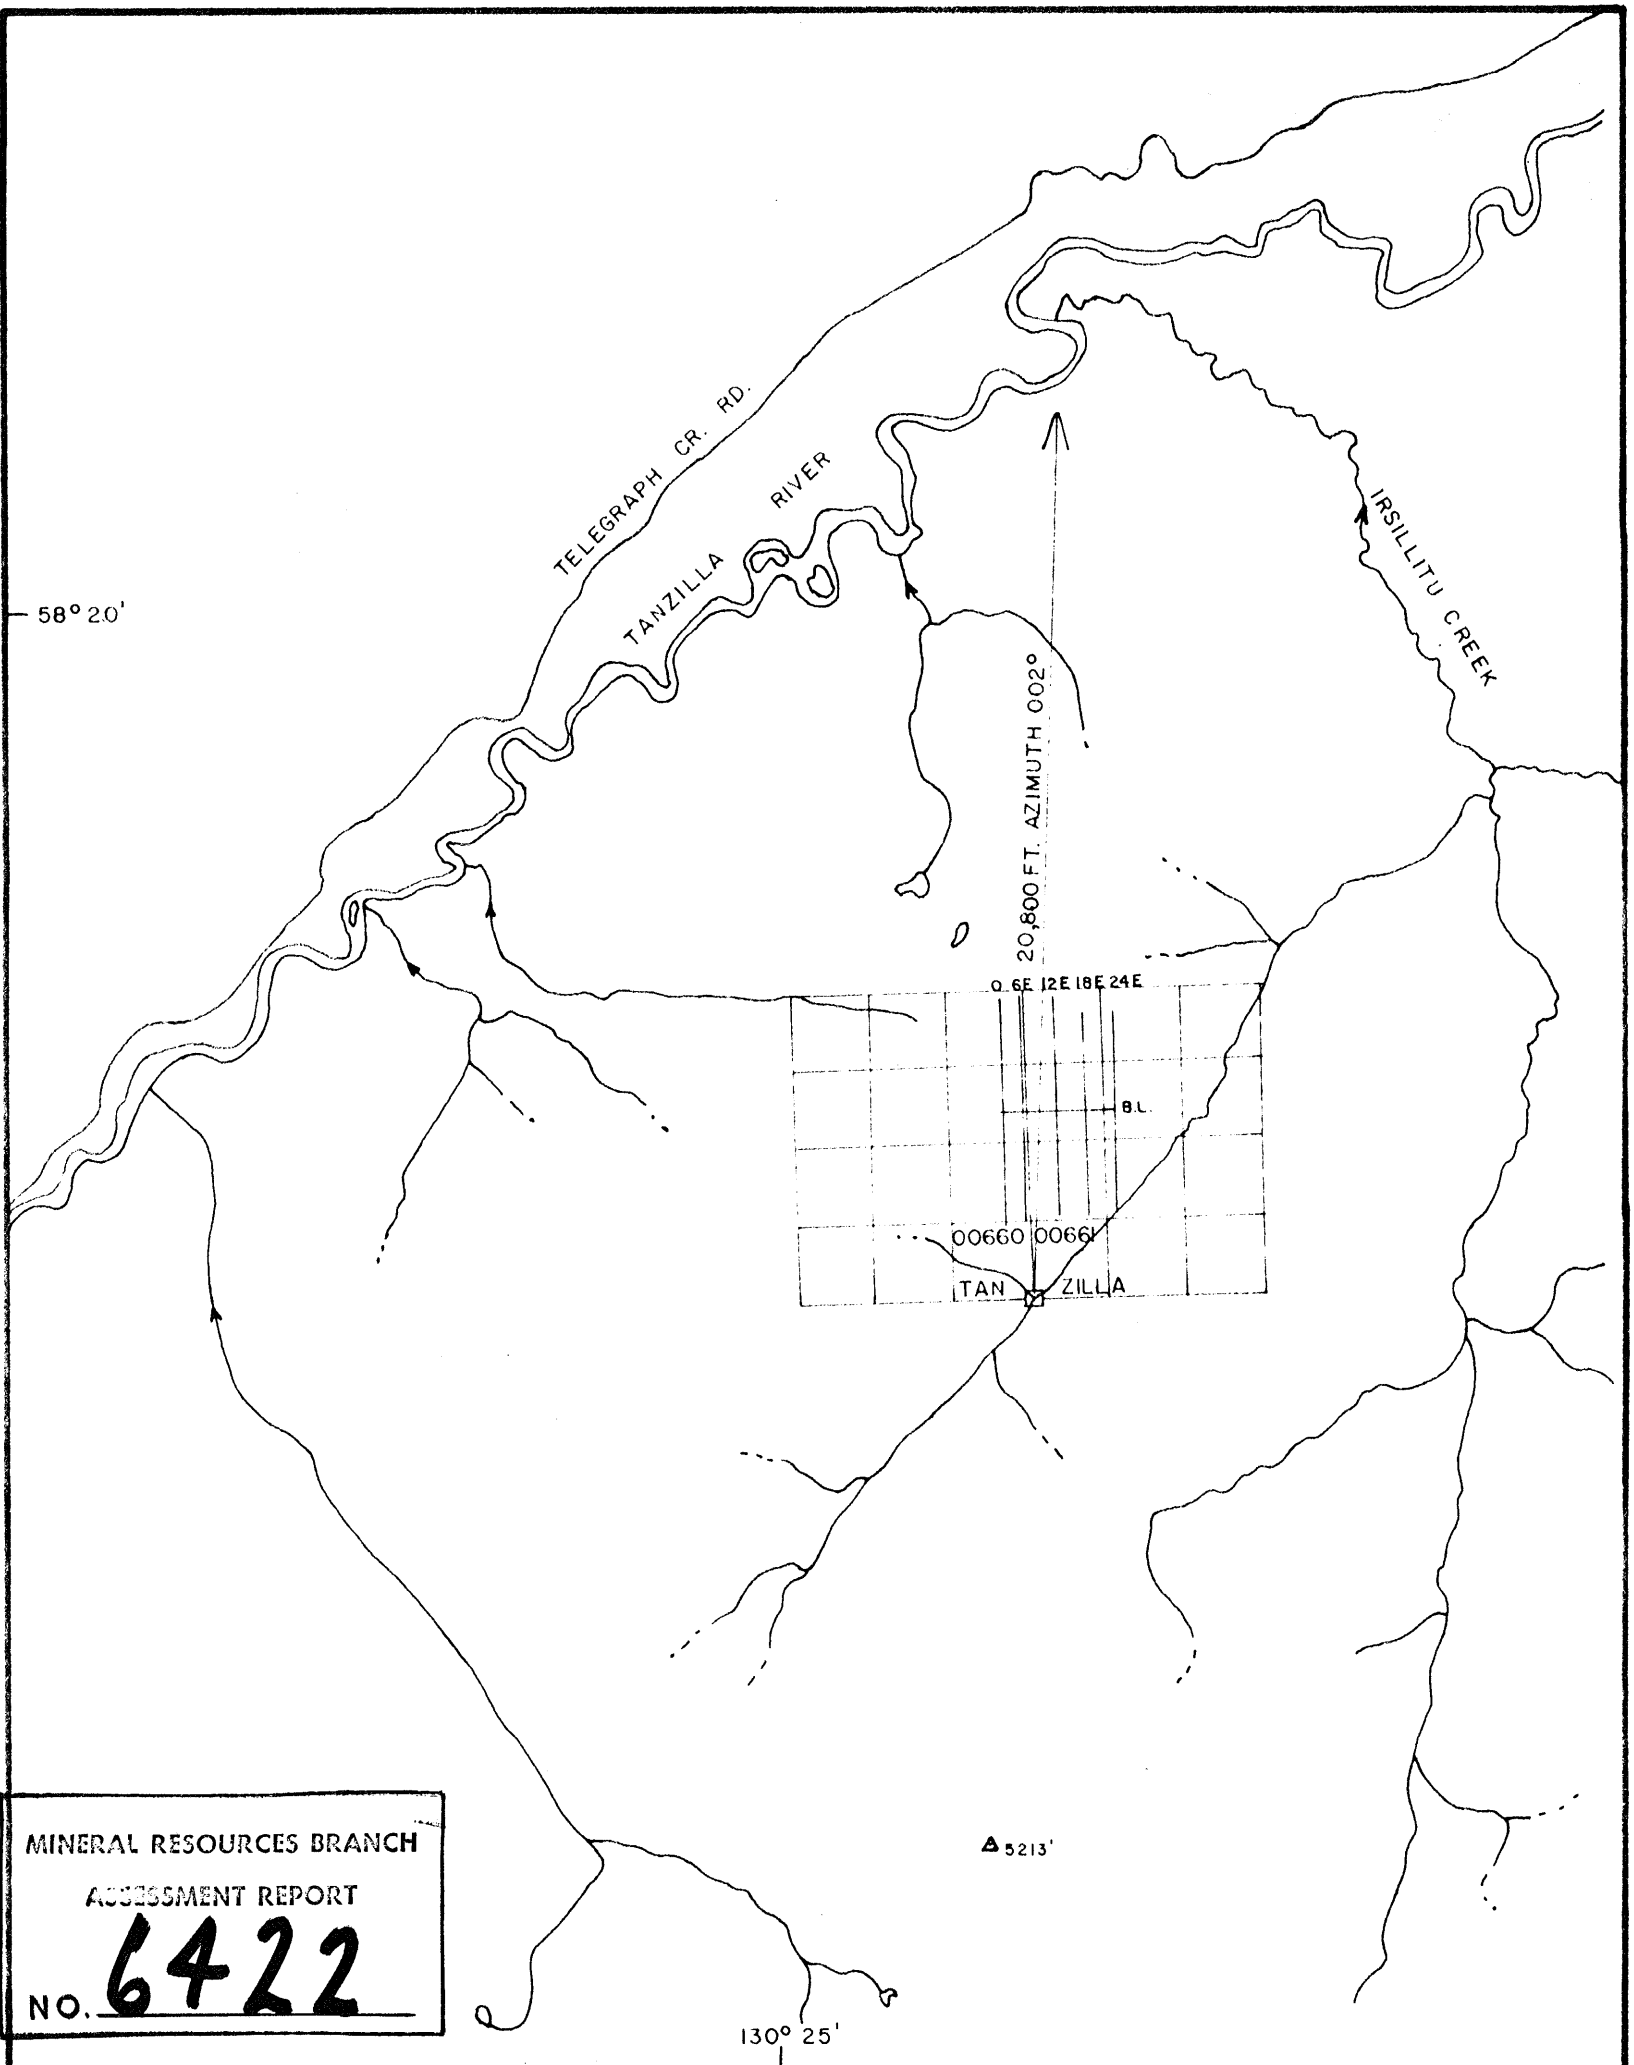 TELEGRAPH CR. RD.
TANZILLA RIVER
IRSILLITU CREEK
58° 20'
20,800 FT. AZIMUTH 002°
0 6E 12E 18E 24E
B.L.
00660 00661
TAN ZILLA
5213'
MINERAL RESOURCES BRANCH
ASSESSMENT REPORT
NO. 6422
130° 25'